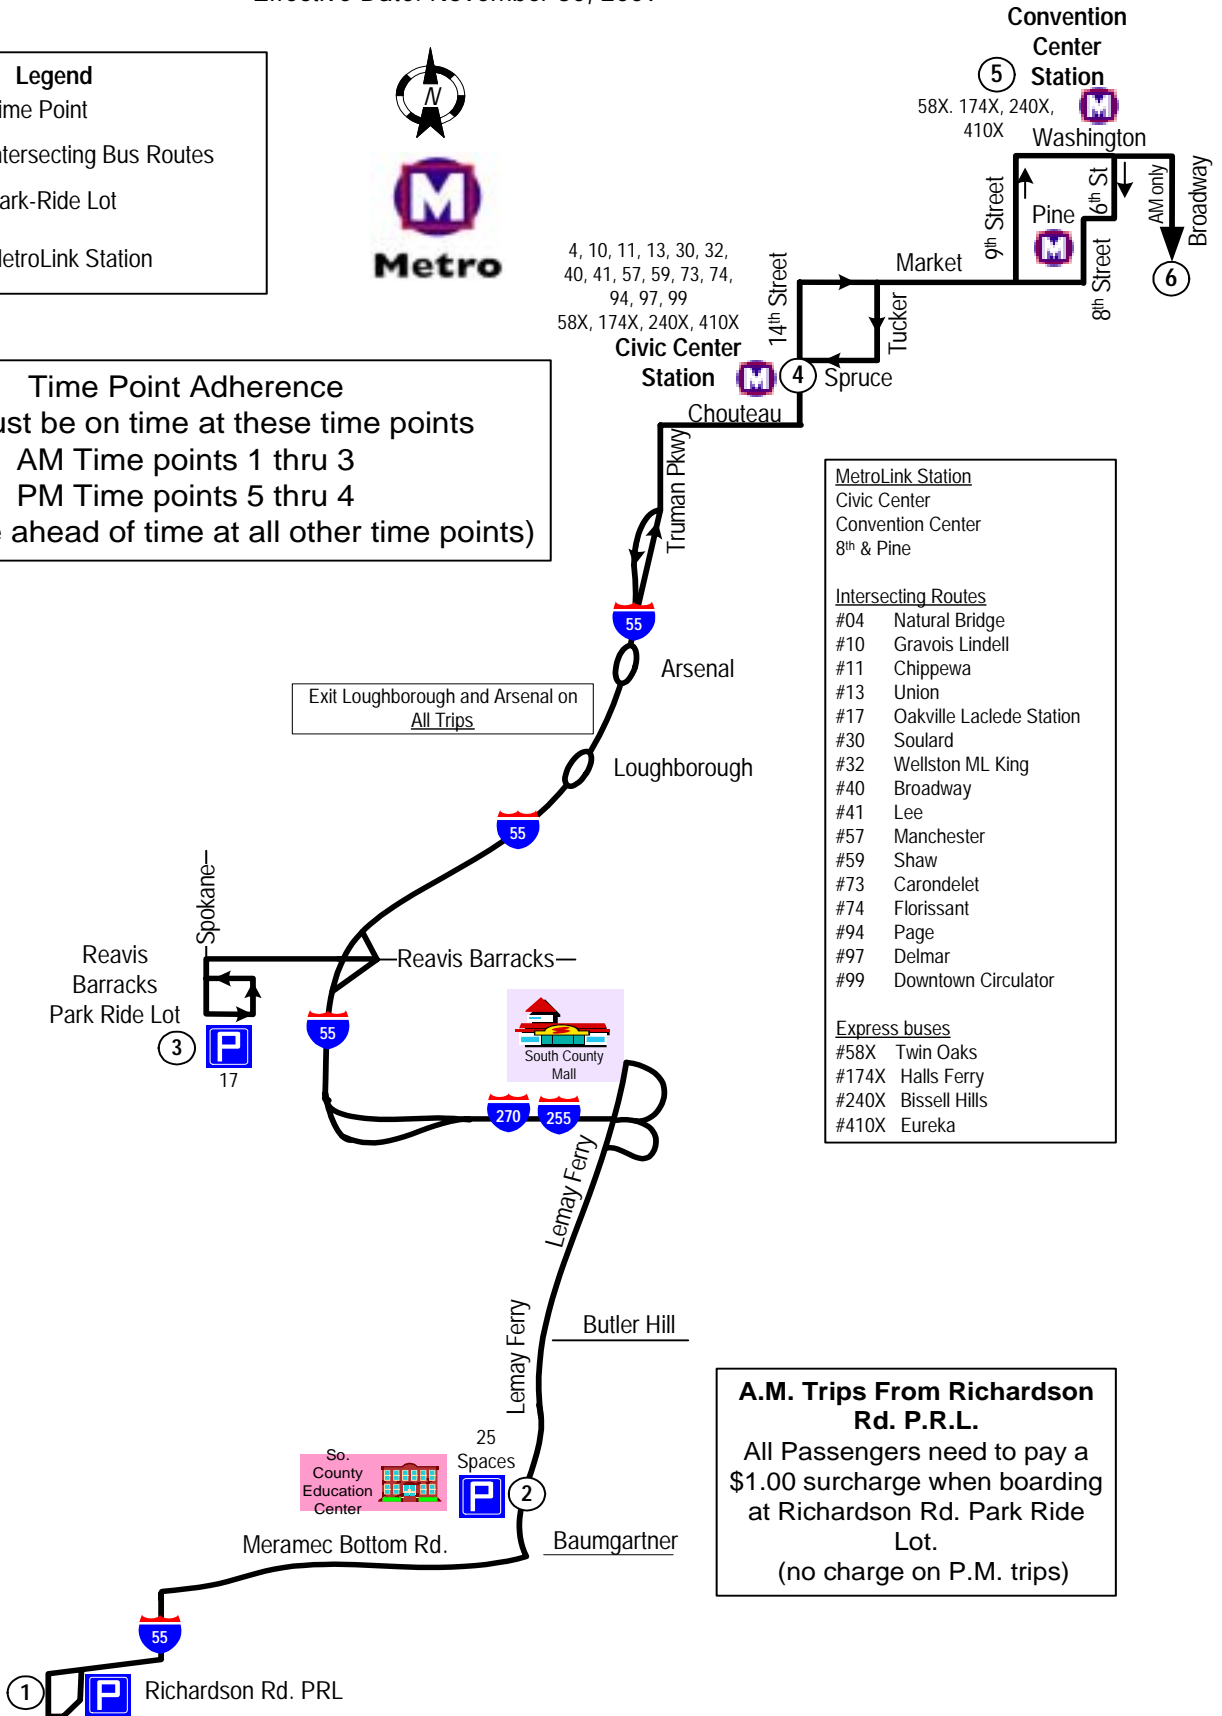 Convention
Center
Station
5
58X. 174X, 240X,
410X
Washington
9th Street
Pine
6th St
AM only
Broadway
8th Street
6
Legend
ime Point
ntersecting Bus Routes
ark-Ride Lot
MetroLink Station
N
M
Metro
4, 10, 11, 13, 30, 32,
40, 41, 57, 59, 73, 74,
94, 97, 99
58X, 174X, 240X, 410X
Civic Center
Station
4
Spruce
14th Street
Market
Tucker
Chouteau
Truman Pkwy
Time Point Adherence
ust be on time at these time points
AM Time points 1 thru 3
PM Time points 5 thru 4
e ahead of time at all other time points)
55
Arsenal
Exit Loughborough and Arsenal on
All Trips
Loughborough
55
MetroLink Station
Civic Center
Convention Center
8th & Pine
Intersecting Routes
#04 Natural Bridge
#10 Gravois Lindell
#11 Chippewa
#13 Union
#17 Oakville Laclede Station
#30 Soulard
#32 Wellston ML King
#40 Broadway
#41 Lee
#57 Manchester
#59 Shaw
#73 Carondelet
#74 Florissant
#94 Page
#97 Delmar
#99 Downtown Circulator
Express buses
#58X Twin Oaks
#174X Halls Ferry
#240X Bissell Hills
#410X Eureka
Spokane
Reavis
Barracks
Park Ride Lot
3
P
17
Reavis Barracks
55
South County
Mall
270
255
Lemay Ferry
Lemay Ferry
Butler Hill
25
Spaces
P
2
So.
County
Education
Center
Meramec Bottom Rd.
Baumgartner
A.M. Trips From Richardson
Rd. P.R.L.
All Passengers need to pay a
$1.00 surcharge when boarding
at Richardson Rd. Park Ride
Lot.
(no charge on P.M. trips)
55
1
P
Richardson Rd. PRL